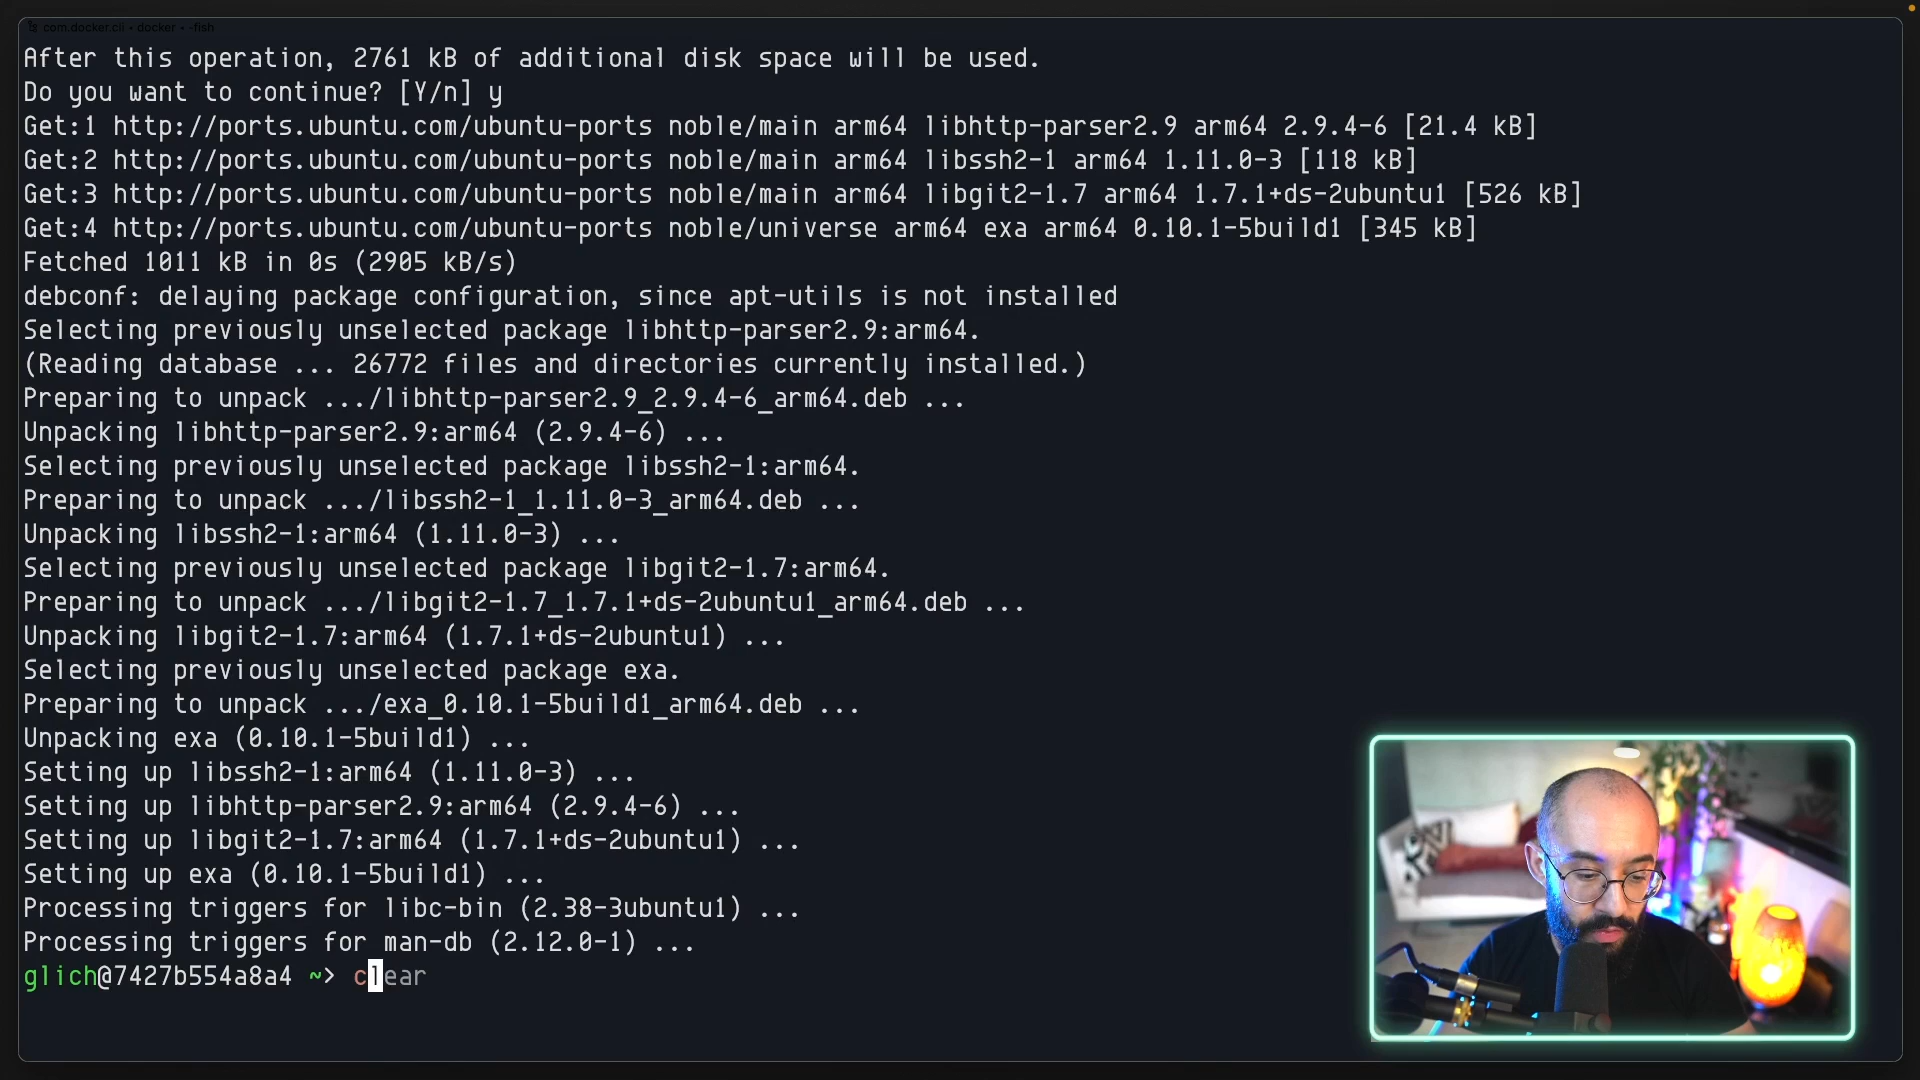 com.docker.cli • docker • -fish
After this operation, 2761 kB of additional disk space will be used.
Do you want to continue? [Y/n] y
Get:1 http://ports.ubuntu.com/ubuntu-ports noble/main arm64 libhttp-parser2.9 arm64 2.9.4-6 [21.4 kB]
Get:2 http://ports.ubuntu.com/ubuntu-ports noble/main arm64 libssh2-1 arm64 1.11.0-3 [118 kB]
Get:3 http://ports.ubuntu.com/ubuntu-ports noble/main arm64 libgit2-1.7 arm64 1.7.1+ds-2ubuntu1 [526 kB]
Get:4 http://ports.ubuntu.com/ubuntu-ports noble/universe arm64 exa arm64 0.10.1-5build1 [345 kB]
Fetched 1011 kB in 0s (2905 kB/s)
debconf: delaying package configuration, since apt-utils is not installed
Selecting previously unselected package libhttp-parser2.9:arm64.
(Reading database ... 26772 files and directories currently installed.)
Preparing to unpack .../libhttp-parser2.9_2.9.4-6_arm64.deb ...
Unpacking libhttp-parser2.9:arm64 (2.9.4-6) ...
Selecting previously unselected package libssh2-1:arm64.
Preparing to unpack .../libssh2-1_1.11.0-3_arm64.deb ...
Unpacking libssh2-1:arm64 (1.11.0-3) ...
Selecting previously unselected package libgit2-1.7:arm64.
Preparing to unpack .../libgit2-1.7_1.7.1+ds-2ubuntu1_arm64.deb ...
Unpacking libgit2-1.7:arm64 (1.7.1+ds-2ubuntu1) ...
Selecting previously unselected package exa.
Preparing to unpack .../exa_0.10.1-5build1_arm64.deb ...
Unpacking exa (0.10.1-5build1) ...
Setting up libssh2-1:arm64 (1.11.0-3) ...
Setting up libhttp-parser2.9:arm64 (2.9.4-6) ...
Setting up libgit2-1.7:arm64 (1.7.1+ds-2ubuntu1) ...
Setting up exa (0.10.1-5build1) ...
Processing triggers for libc-bin (2.38-3ubuntu1) ...
Processing triggers for man-db (2.12.0-1) ...
glich@7427b554a8a4 ~> clear